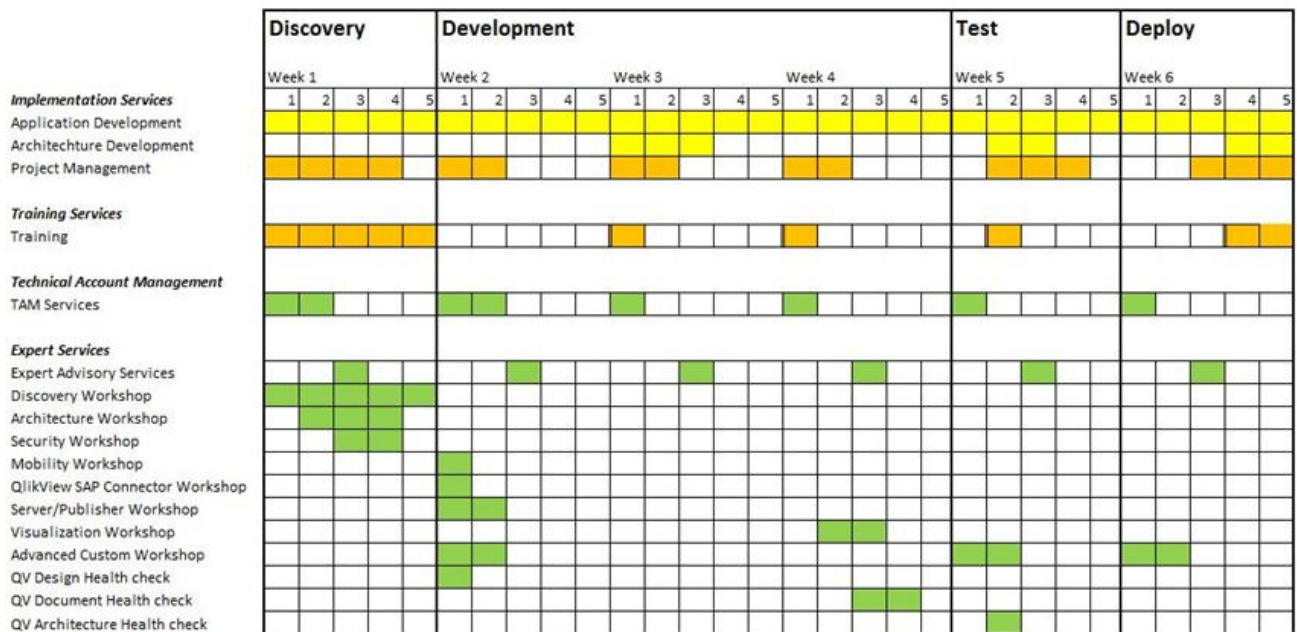 Discovery Development Test Deploy
Week 1 Week 2 Week 3 Week 4 Week 5 Week 6
Implementation Services 1 2 3 4 5 1 2 3 4 5 1 2 3 4 5 1 2 3 4 5 1 2 3 4 5 1 2 3 4 5
Application Development
Architechture Development
Project Management
Training Services
Training
Technical Account Management
TAM Services
Expert Services
Expert Advisory Services
Discovery Workshop
Architecture Workshop
Security Workshop
Mobility Workshop
QlikView SAP Connector Workshop
Server/Publisher Workshop
Visualization Workshop
Advanced Custom Workshop
QV Design Health check
QV Document Health check
QV Architecture Health check